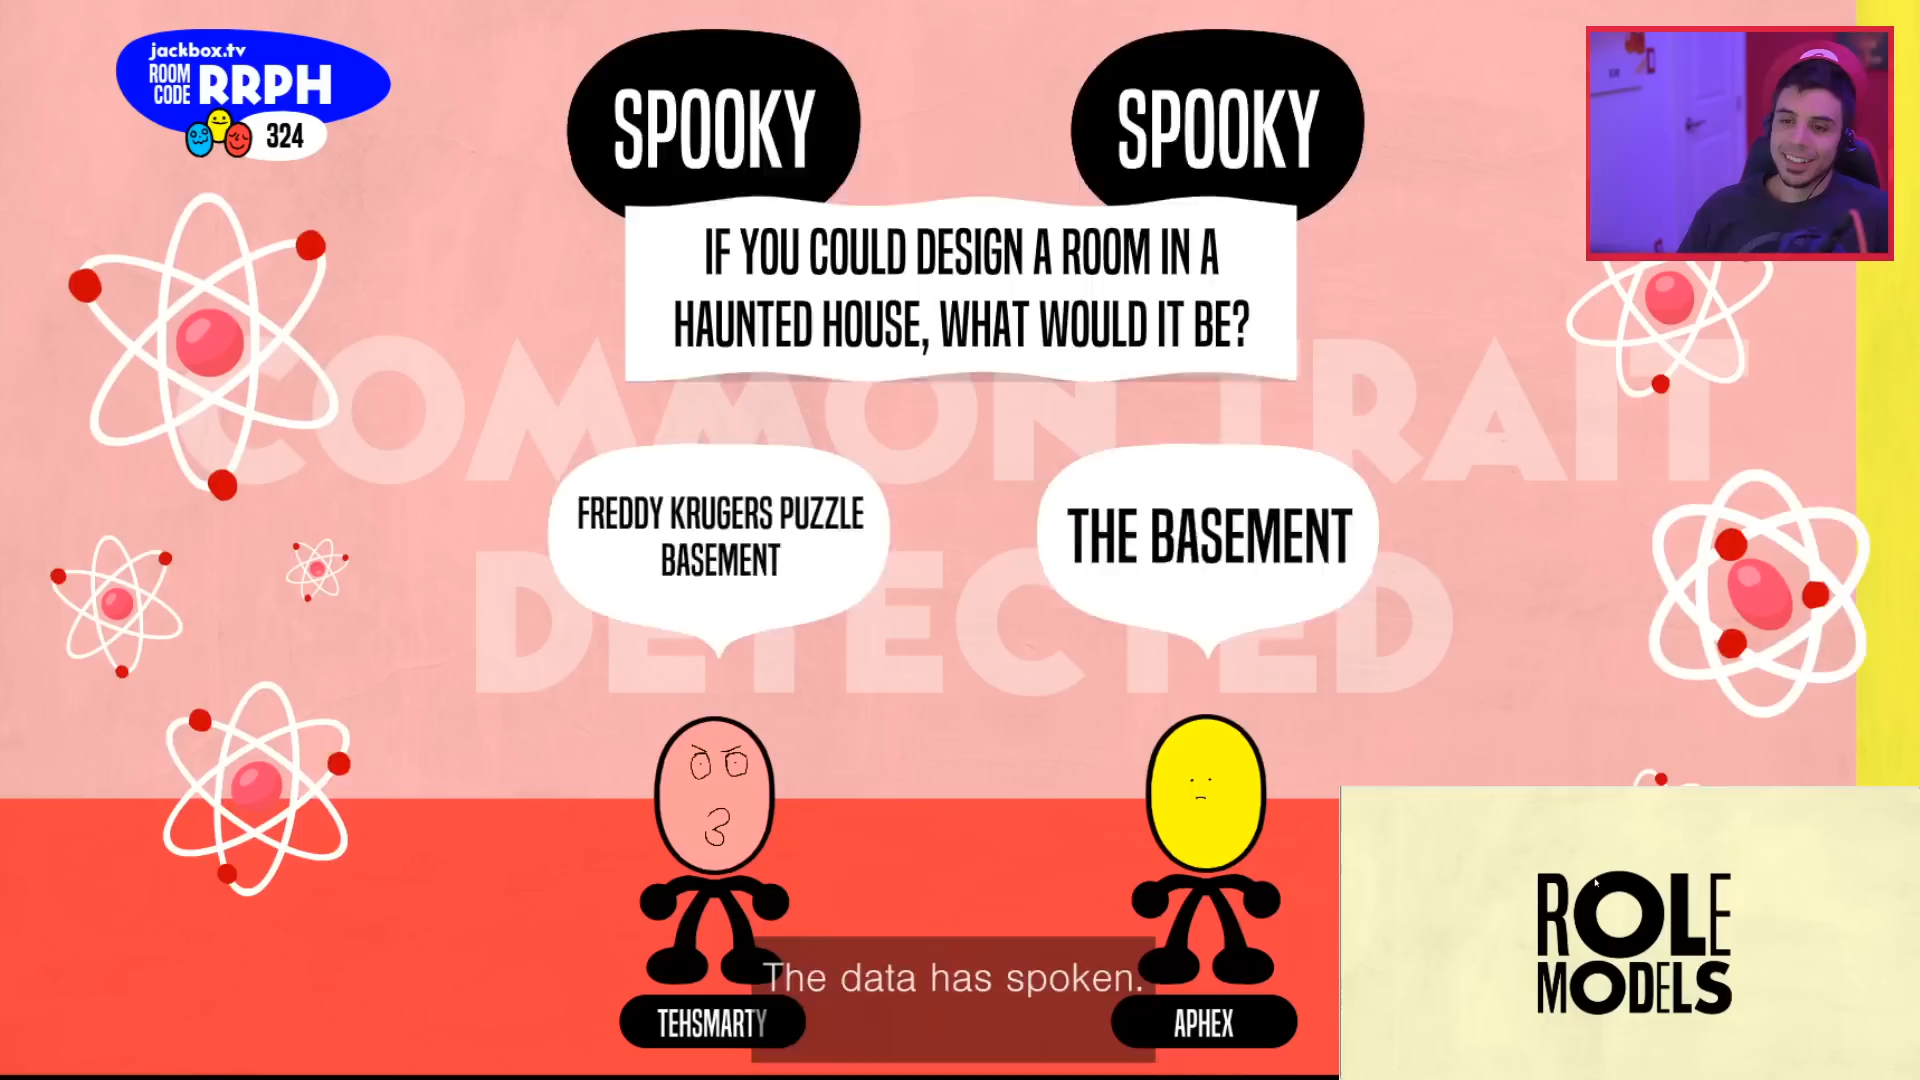 jackbox.tv
ROOM
CODE
RRPH
324
SPOOKY
SPOOKY
IF YOU COULD DESIGN A ROOM IN A
HAUNTED HOUSE, WHAT WOULD IT BE?
COMMON TRAIT
DETECTED
FREDDY KRUGERS PUZZLE
BASEMENT
THE BASEMENT
The data has spoken.
TEHSMARTY
APHEX
ROLE
MODELS